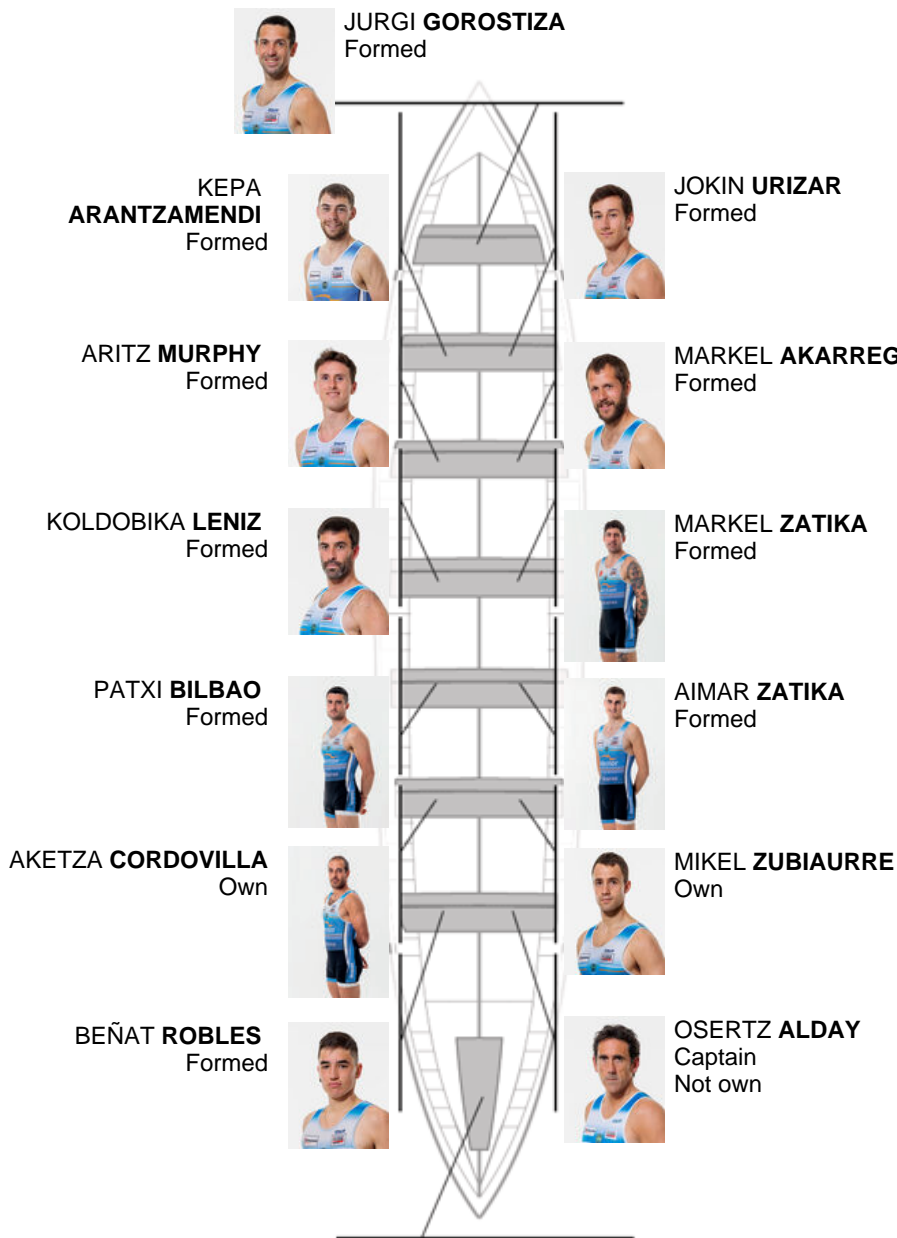 JURGI GOROSTIZA
Formed
KEPA
ARANTZAMENDI
Formed
JOKIN URIZAR
Formed
ARITZ MURPHY
Formed
MARKEL AKARREG
Formed
KOLDOBIKA LENIZ
Formed
MARKEL ZATIKA
Formed
PATXI BILBAO
Formed
AIMAR ZATIKA
Formed
AKETZA CORDOVILLA
Own
MIKEL ZUBIAURRE
Own
BEÑAT ROBLES
Formed
OSERTZ ALDAY
Captain
Not own